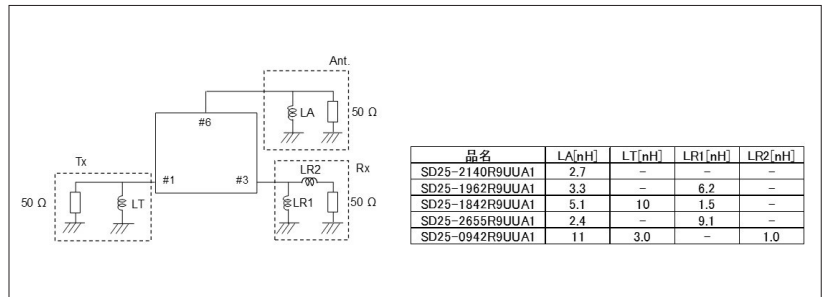 Ant.
#6
LA
50 Ω
Tx
#1
#3
LR2
Rx
50 Ω
LT
LR1
50 Ω
品名 LA[nH] LT[nH] LR1[nH] LR2[nH]
SD25-2140R9UUA1 2.7 - - -
SD25-1962R9UUA1 3.3 - 6.2 -
SD25-1842R9UUA1 5.1 10 1.5 -
SD25-2655R9UUA1 2.4 - 9.1 -
SD25-0942R9UUA1 11 3.0 - 1.0